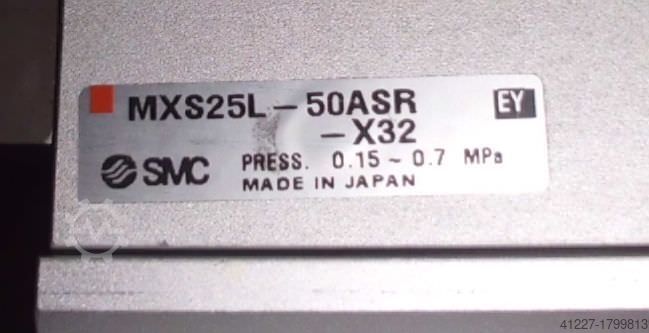 MXS25L-50ASR EY
-X32
SMC PRESS. 0.15~0.7 MPa
MADE IN JAPAN
41227-1799813